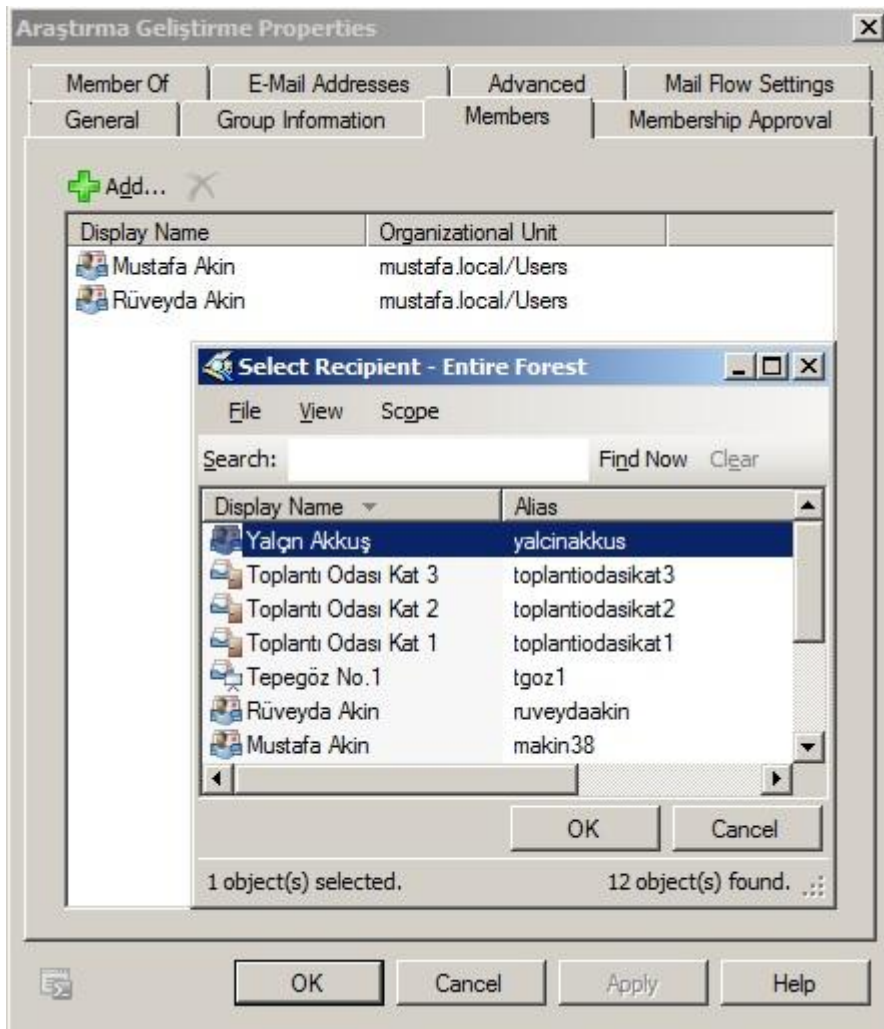 Araştırma Geliştirme Properties
Member Of E-Mail Addresses Advanced Mail Flow Settings
General Group Information Members Membership Approval
Add...
Display Name Organizational Unit
Mustafa Akin mustafa.local/Users
Rüveyda Akin mustafa.local/Users
Select Recipient - Entire Forest
File View Scope
Search: Find Now Clear
Display Name Alias
Yalçın Akkuş yalcinakkus
Toplantı Odası Kat 3 toplantiodasikat3
Toplantı Odası Kat 2 toplantiodasikat2
Toplantı Odası Kat 1 toplantiodasikat1
Tepegöz No.1 tgoz1
Rüveyda Akin ruveydaakin
Mustafa Akin makin38
OK Cancel
1 object(s) selected. 12 object(s) found.
OK Cancel Apply Help